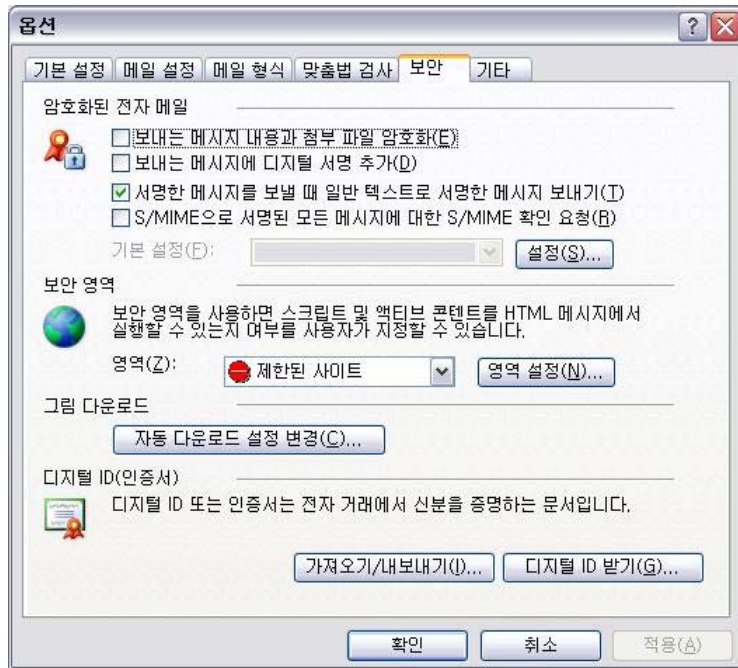 옵션
기본 설정 메일 설정 메일 형식 맞춤법 검사 보안 기타
암호화된 전자 메일
보내는 메시지 내용과 첨부 파일 암호화(E)
보내는 메시지에 디지털 서명 추가(D)
서명한 메시지를 보낼 때 일반 텍스트로 서명한 메시지 보내기(T)
S/MIME으로 서명된 모든 메시지에 대한 S/MIME 확인 요청(R)
기본 설정(F): 설정(S)...
보안 영역
보안 영역을 사용하면 스크립트 및 액티브 콘텐트를 HTML 메시지에서
실행할 수 있는지 여부를 사용자가 지정할 수 있습니다.
영역(Z): 제한된 사이트 영역 설정(N)...
그림 다운로드
자동 다운로드 설정 변경(C)...
디지털 ID(인증서)
디지털 ID 또는 인증서는 전자 거래에서 신분을 증명하는 문서입니다.
가져오기/내보내기(I)... 디지털 ID 받기(G)...
확인 취소 적용(A)